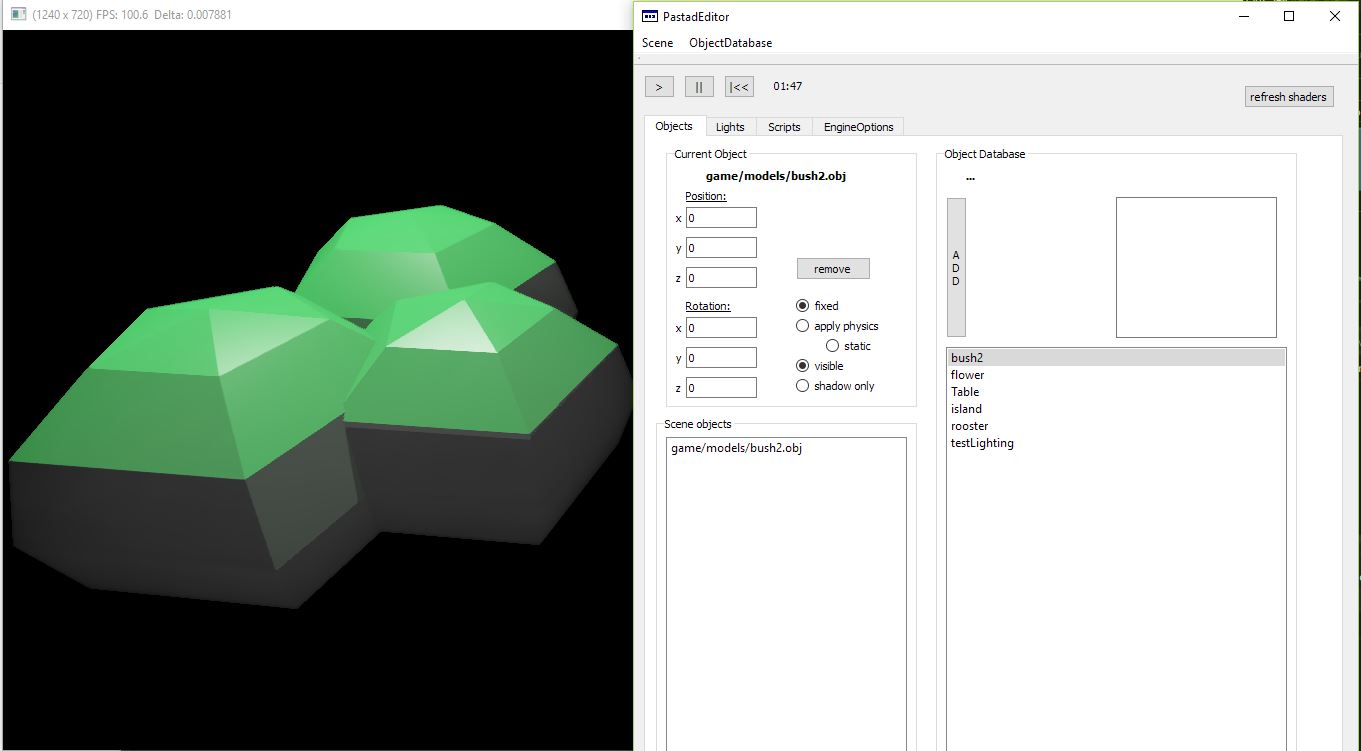 (1240 x 720) FPS: 100.6 Delta: 0.007881
PastadEditor
Scene ObjectDatabase
> || |<< 01:47
refresh shaders
Objects Lights Scripts EngineOptions
Current Object
game/models/bush2.obj
Position:
x 0
y 0
z 0
remove
Rotation:
x 0
y 0
z 0
fixed
apply physics
static
visible
shadow only
Scene objects
game/models/bush2.obj
Object Database
...
A
D
D
bush2
flower
Table
island
rooster
testLighting